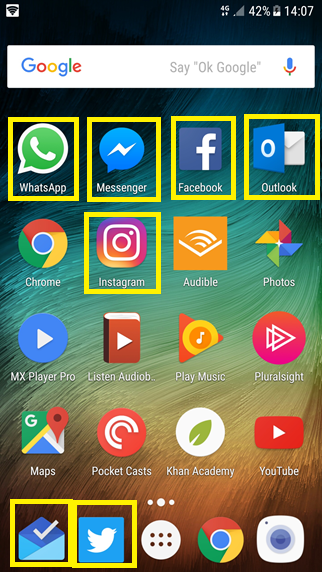 4G 42% 14:07
Google Say "Ok Google"
WhatsApp Messenger Facebook Outlook
Chrome Instagram Audible Photos
MX Player Pro Listen Audiob.. Play Music Pluralsight
Maps Pocket Casts Khan Academy YouTube